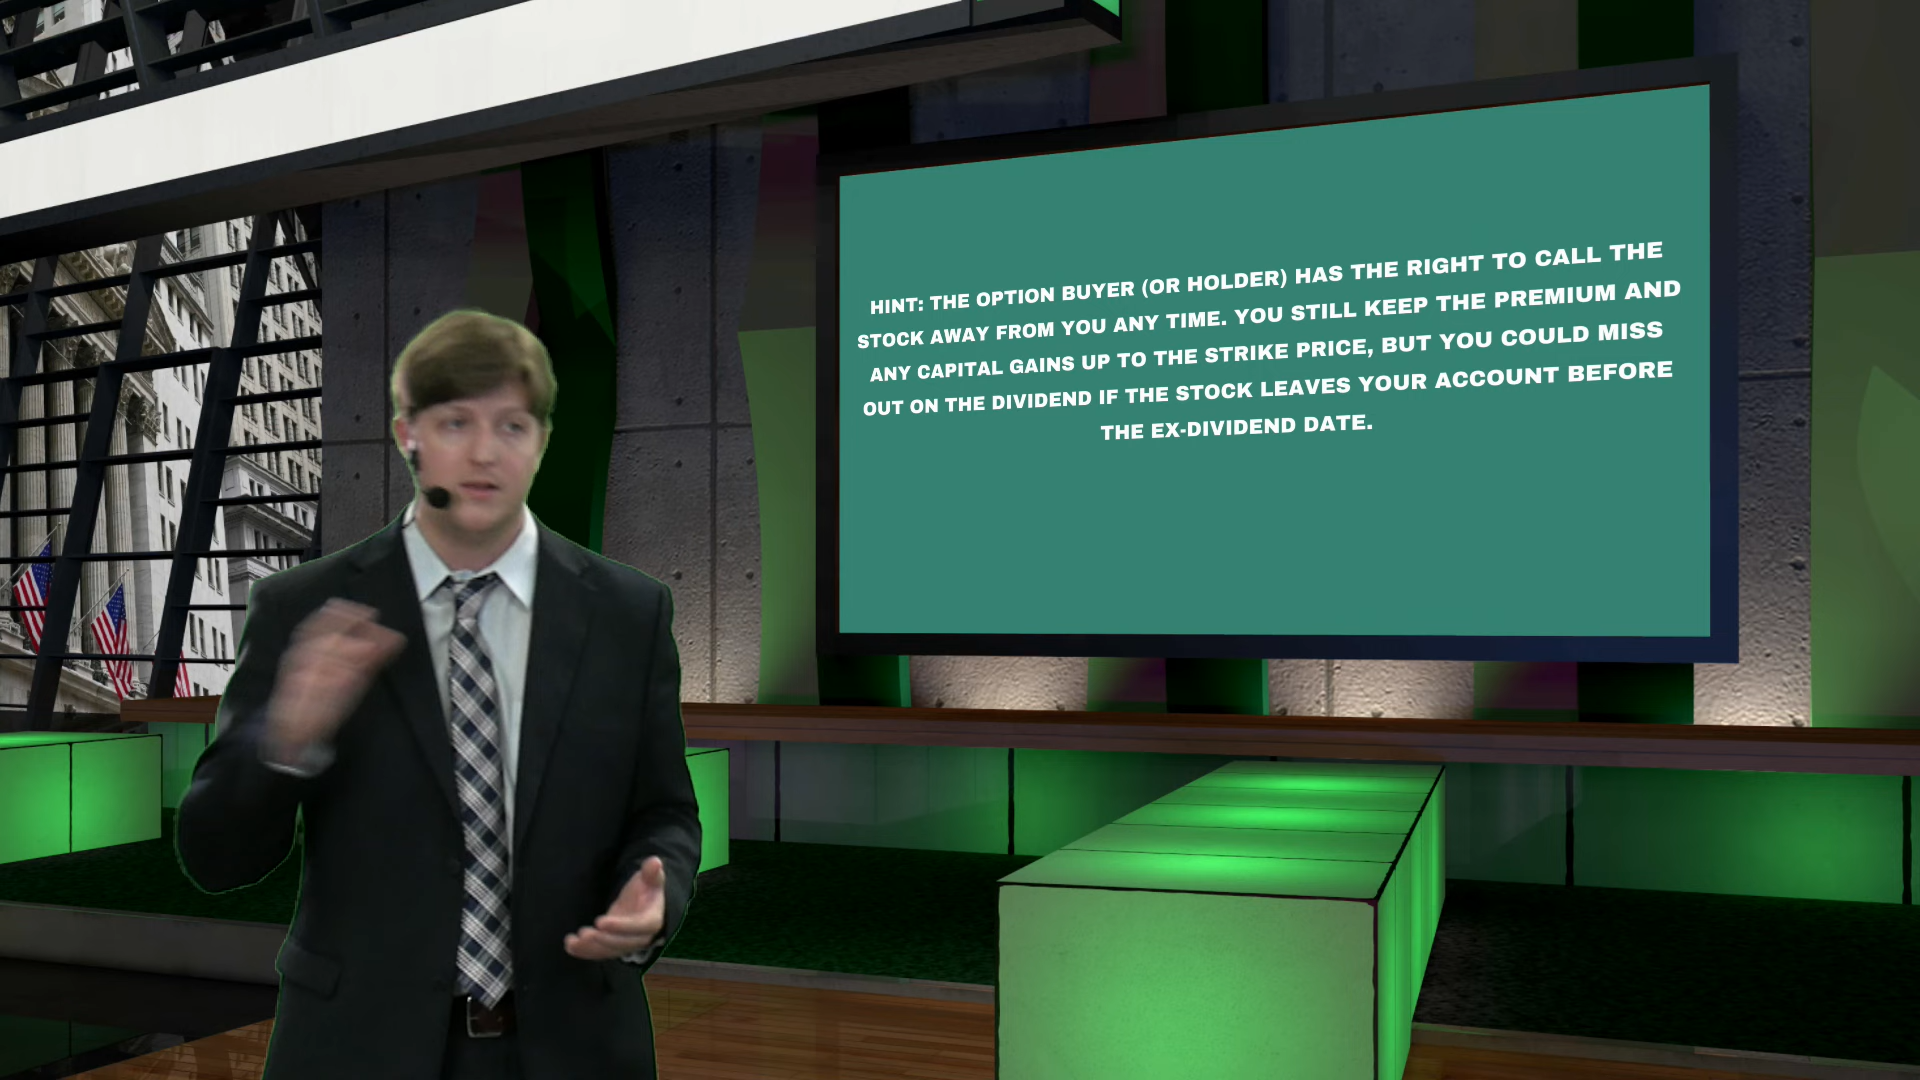 HINT: THE OPTION BUYER (OR HOLDER) HAS THE RIGHT TO CALL THE
STOCK AWAY FROM YOU ANY TIME. YOU STILL KEEP THE PREMIUM AND
ANY CAPITAL GAINS UP TO THE STRIKE PRICE, BUT YOU COULD MISS
OUT ON THE DIVIDEND IF THE STOCK LEAVES YOUR ACCOUNT BEFORE
THE EX-DIVIDEND DATE.